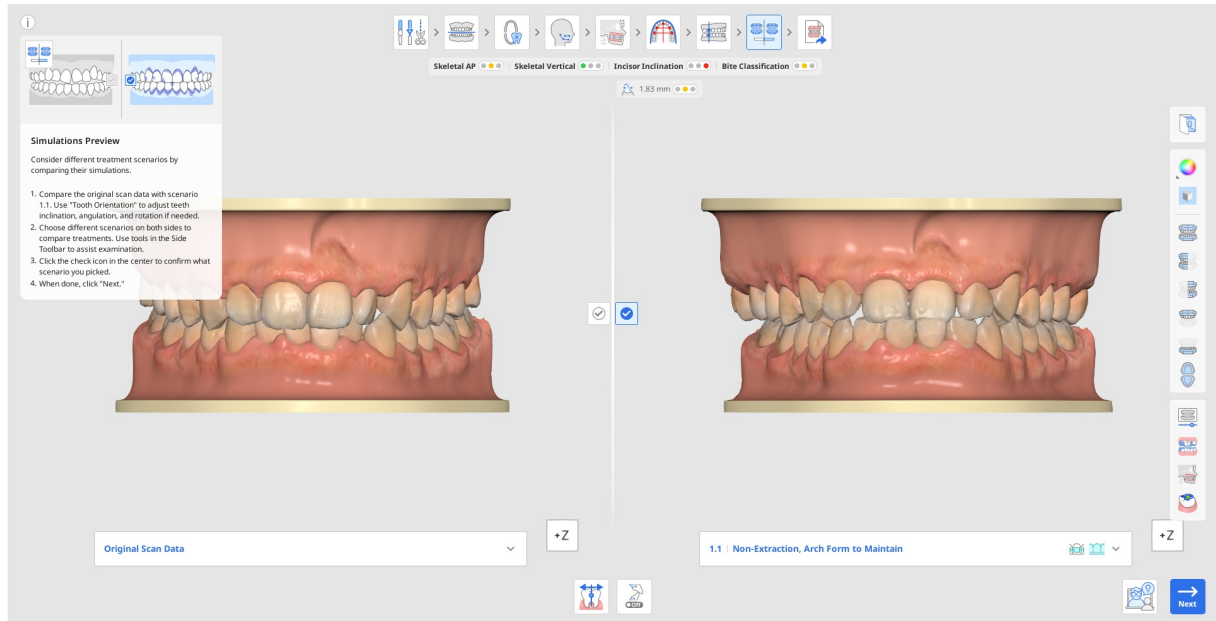 Skeletal AP
Skeletal Vertical
Incisor Inclination
Bite Classification
1.83 mm
Simulations Preview
Consider different treatment scenarios by
comparing their simulations.
1. Compare the original scan data with scenario
1.1. Use "Tooth Orientation" to adjust teeth
inclination, angulation, and rotation if needed.
2. Choose different scenarios on both sides to
compare treatments. Use tools in the Side
Toolbar to assist examination.
3. Click the check icon in the center to confirm what
scenario you picked.
4. When done, click "Next."
Original Scan Data
+Z
1.1 | Non-Extraction, Arch Form to Maintain
+Z
Off
Next